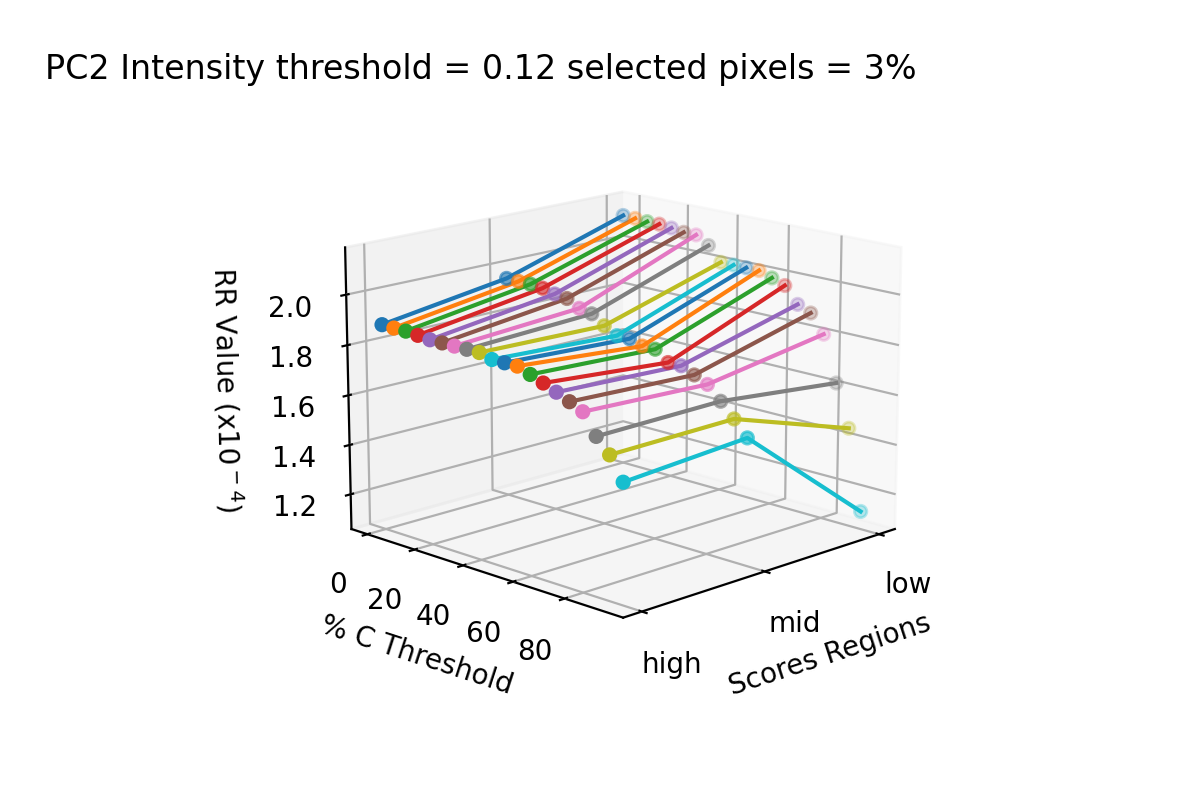 PC2 Intensity threshold = 0.12 selected pixels = 3%
RR Value (x10⁻⁴)
2.0
1.8
1.6
1.4
1.2
0
20
40
60
80
% C Threshold
high
mid
low
Scores Regions